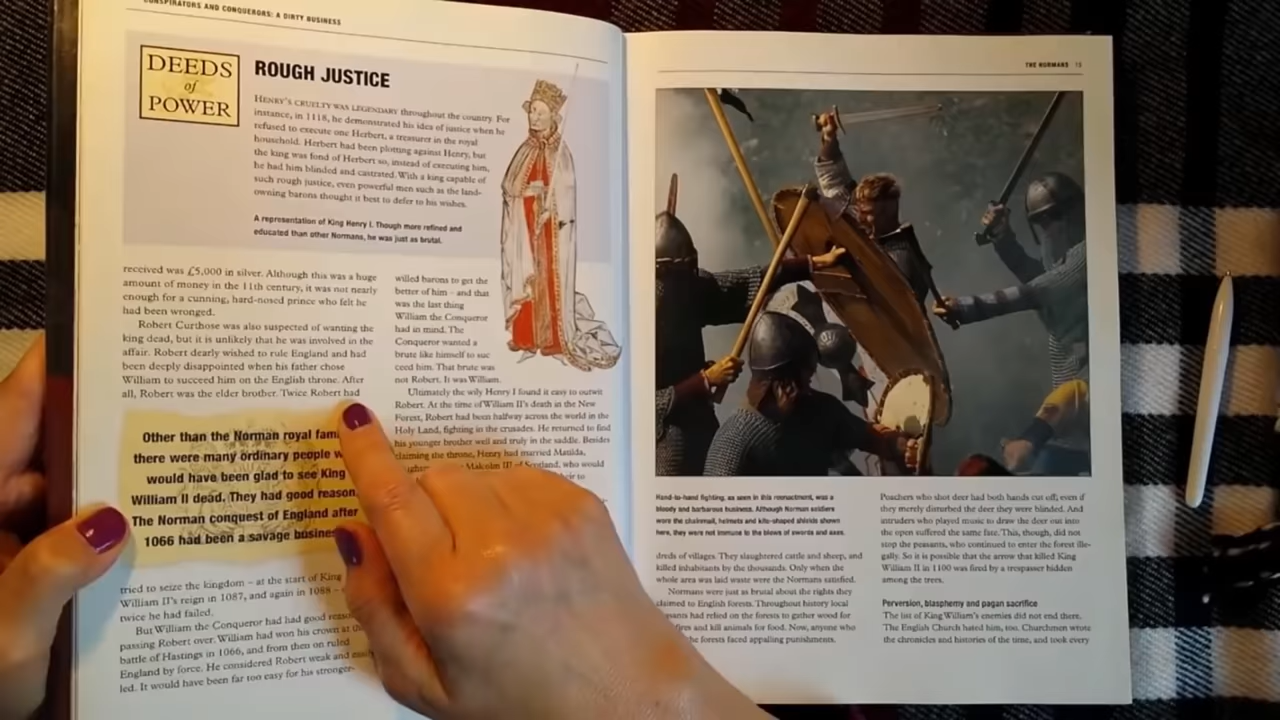 CONSPIRATORS AND CONQUERORS: A DIRTY BUSINESS
DEEDS
of
POWER
ROUGH JUSTICE
HENRY'S CRUELTY WAS LEGENDARY throughout the country. For
instance, in 1118, he demonstrated his idea of justice when he
refused to execute one Herbert, a treasurer in the royal
household. Herbert had been plotting against Henry, but
the king was fond of Herbert so, instead of executing him,
he had him blinded and castrated. With a king capable of
such rough justice, even powerful men such as the land-
owning barons thought it best to defer to his wishes.
A representation of King Henry I. Though more refined and
educated than other Normans, he was just as brutal.
received was £5,000 in silver. Although this was a huge
amount of money in the 11th century, it was not nearly
enough for a cunning, hard-nosed prince who felt he
had been wronged.
Robert Curthose was also suspected of wanting the
king dead, but it is unlikely that he was involved in the
affair. Robert dearly wished to rule England and had
been deeply disappointed when his father chose
William to succeed him on the English throne. After
all, Robert was the elder brother. Twice Robert had
Other than the Norman royal
there were many ordinary people
would have been glad to see King
William II dead. They had good reason.
The Norman conquest of England after
1066 had been a savage
tried to seize the kingdom – at the start of King
William II's reign in 1087, and again in 1088 –
twice he had failed.
But William the Conqueror had had good
passing Robert over. William had won his crown at
battle of Hastings in 1066, and from then on ruled
England by force. He considered Robert weak and
led. It would have been far too easy for his stronger-
willed barons to get the
better of him – and that
was the last thing
William the Conqueror
had in mind. The
Conqueror wanted a
brute like himself to suc
ceed him. That brute was
not Robert. It was William.
Ultimately the wily Henry I found it easy to outwit
Robert. At the time of William II's death in the New
Forest, Robert had been halfway across the world in the
Holy Land, fighting in the crusades. He returned to find
his younger brother well and truly in the saddle. Besides
claiming the throne, Henry had married Matilda,
Malcolm III of Scotland, who would
to
THE NORMANS 15
Hand-to-hand fighting, as seen in this reenactment, was a
bloody and barbarous business. Although Norman soldiers
wore the chainmail, helmets and kite-shaped shields shown
here, they were not immune to the blows of swords and axes.
dreds of villages. They slaughtered cattle and sheep, and
killed inhabitants by the thousands. Only when the
whole area was laid waste were the Normans satisfied.
Normans were just as brutal about the rights they
claimed to English forests. Throughout history local
had relied on the forests to gather wood for
fires and kill animals for food. Now, anyone who
the forests faced appalling punishments.
Poachers who shot deer had both hands cut off; even if
they merely disturbed the deer they were blinded. And
intruders who played music to draw the deer out into
the open suffered the same fate. This, though, did not
stop the peasants, who continued to enter the forest ille-
gally. So it is possible that the arrow that killed King
William II in 1100 was fired by a trespasser hidden
among the trees.
Perversion, blasphemy and pagan sacrifice
The list of King William's enemies did not end there.
The English Church hated him, too. Churchmen wrote
the chronicles and histories of the time, and took every